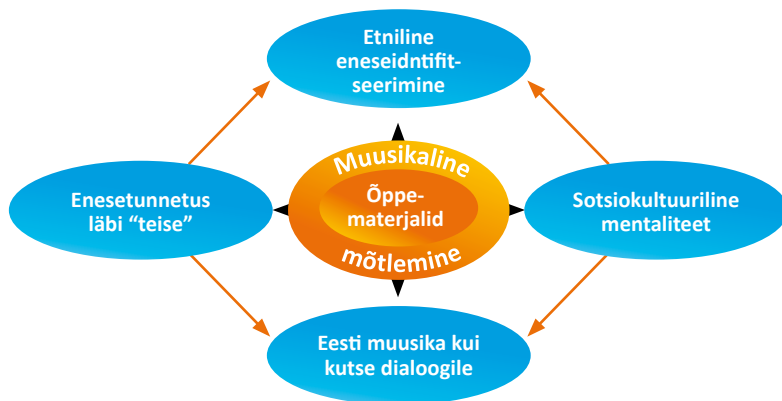 Etniline
eneseidntifit-
seerimine
Muusikaline
Enesetunnetus
läbi “teise”
Õppe-
materjalid
Sotsiokultuuriline
mentaliteet
mõtlemine
Eesti muusika kui
kutse dialoogile